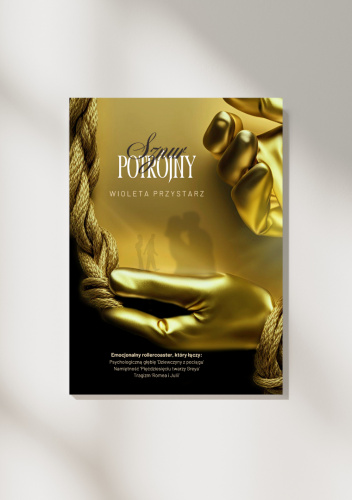 Sznur
POTRÓJNY
WIOLETA PRZYSTARZ
Emocjonalny rollercoaster, który łączy:
Psychologiczną głębię 'Dziewczyny z pociągu'
Namiętność 'Pięćdziesięciu twarzy Greya'
Tragizm 'Romea i Julii'